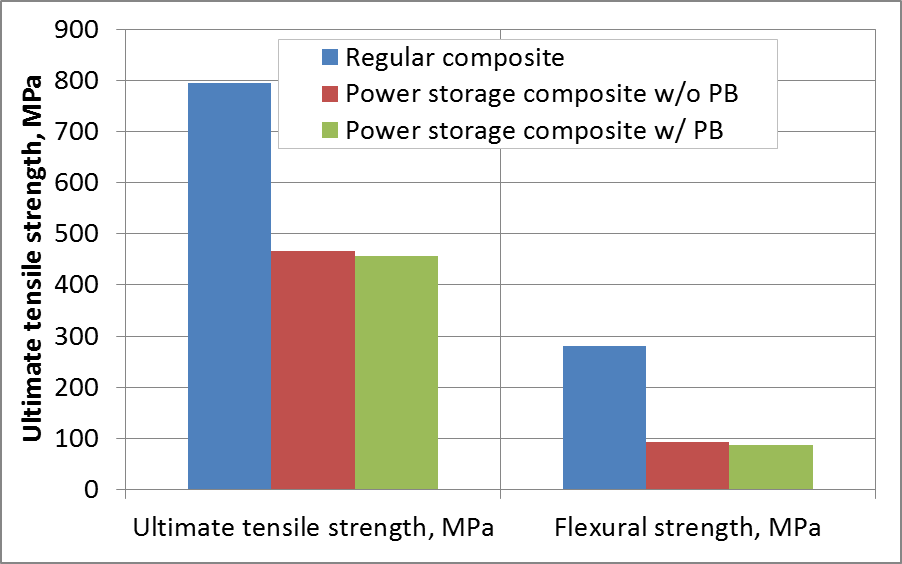 Ultimate tensile strength, MPa
900
800
700
600
500
400
300
200
100
0
Regular composite
Power storage composite w/o PB
Power storage composite w/ PB
Ultimate tensile strength, MPa
Flexural strength, MPa